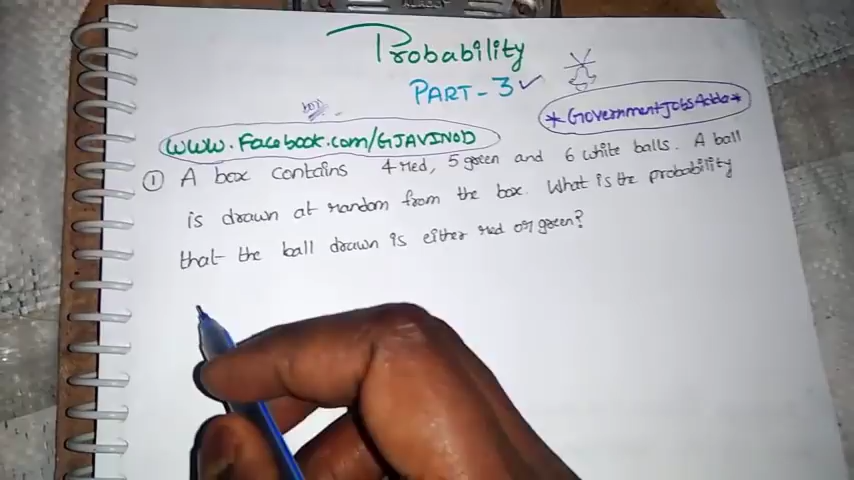 Probability
PART-3 ✓
*GovernmentJobsAdda*
www.Facebook.com/GJAVINOD
① A box contains 4 red, 5 green and 6 white balls. A ball
is drawn at random from the box. What is the probability
that the ball drawn is either red or green?